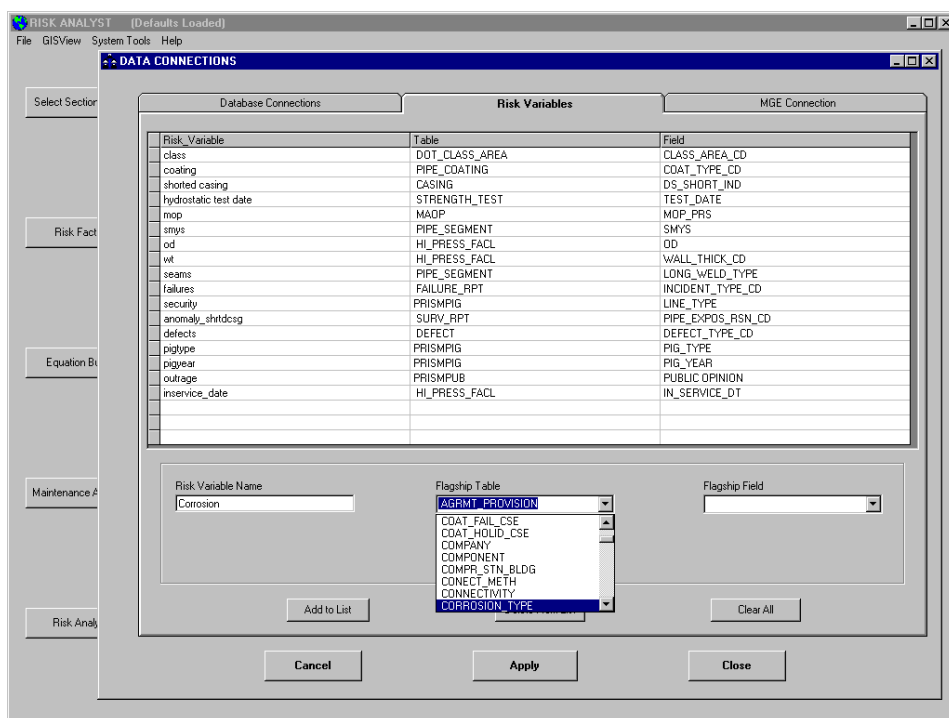 RISK ANALYST (Defaults Loaded)
File GISView System Tools Help
DATA CONNECTIONS
Select Section
Risk Fact
Equation Bu
Maintenance A
Risk Analy
Database Connections Risk Variables MGE Connection
Risk_Variable Table Field
class DOT_CLASS_AREA CLASS_AREA_CD
coating PIPE_COATING COAT_TYPE_CD
shorted casing CASING DS_SHORT_IND
hydrostatic test date STRENGTH_TEST TEST_DATE
mop MAOP MOP_PRS
smys PIPE_SEGMENT SMYS
od HI_PRESS_FACL OD
wt HI_PRESS_FACL WALL_THICK_CD
seams PIPE_SEGMENT LONG_WELD_TYPE
failures FAILURE_RPT INCIDENT_TYPE_CD
security PRISMPIG LINE_TYPE
anomaly_shrtdcsg SURV_RPT PIPE_EXPOS_RSN_CD
defects DEFECT DEFECT_TYPE_CD
pigtype PRISMPIG PIG_TYPE
pigyear PRISMPIG PIG_YEAR
outrage PRISMPUB PUBLIC OPINION
inservice_date HI_PRESS_FACL IN_SERVICE_DT
Risk Variable Name Flagship Table Flagship Field
Corrosion AGRMT_PROVISION
COAT_FAIL_CSE
COAT_HOLID_CSE
COMPANY
COMPONENT
COMPR_STN_BLDG
CONECT_METH
CONNECTIVITY
CORROSION_TYPE
Add to List Clear All
Cancel Apply Close